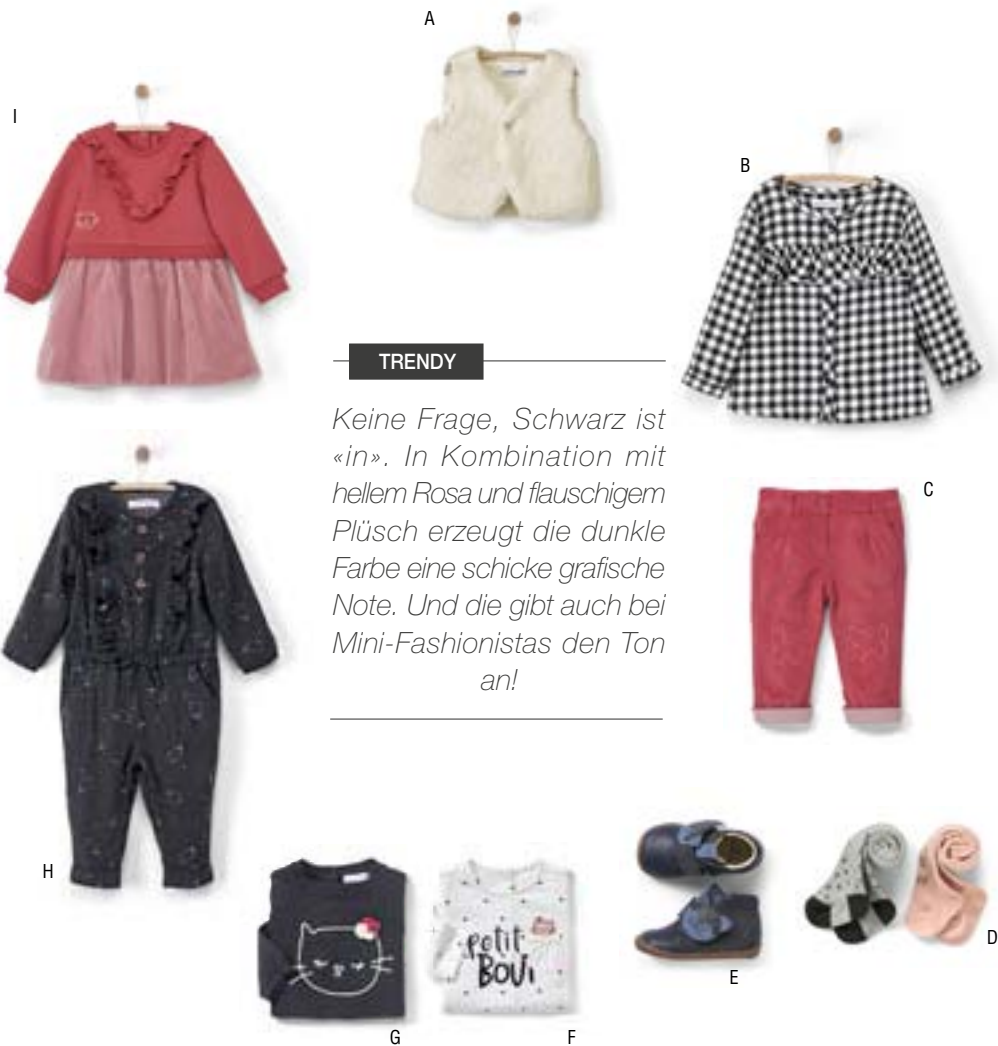 A
I
B
TRENDY
Keine Frage, Schwarz ist
«in». In Kombination mit
hellem Rosa und flauschigem
Plüsch erzeugt die dunkle
Farbe eine schicke grafische
Note. Und die gibt auch bei
Mini-Fashionistas den Ton
an!
C
H
petit
D
E
G
F